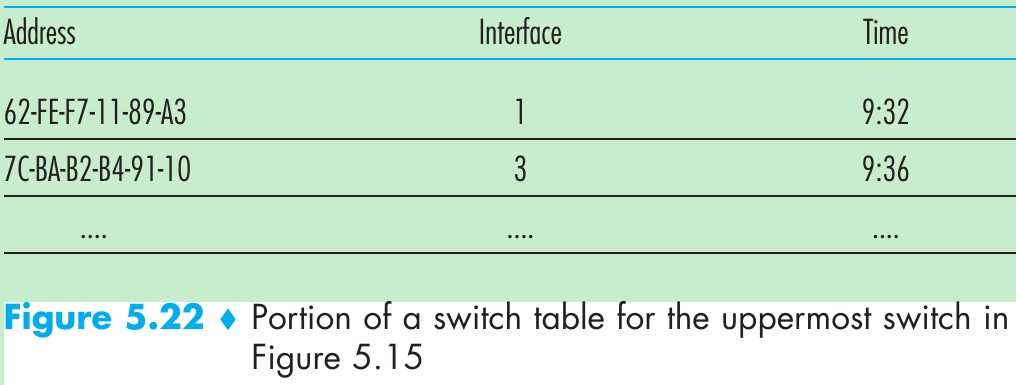 Address Interface Time
62-FE-F7-11-89-A3 1 9:32
7C-BA-B2-B4-91-10 3 9:36
.... .... ....
Figure 5.22 ♦ Portion of a switch table for the uppermost switch in
Figure 5.15